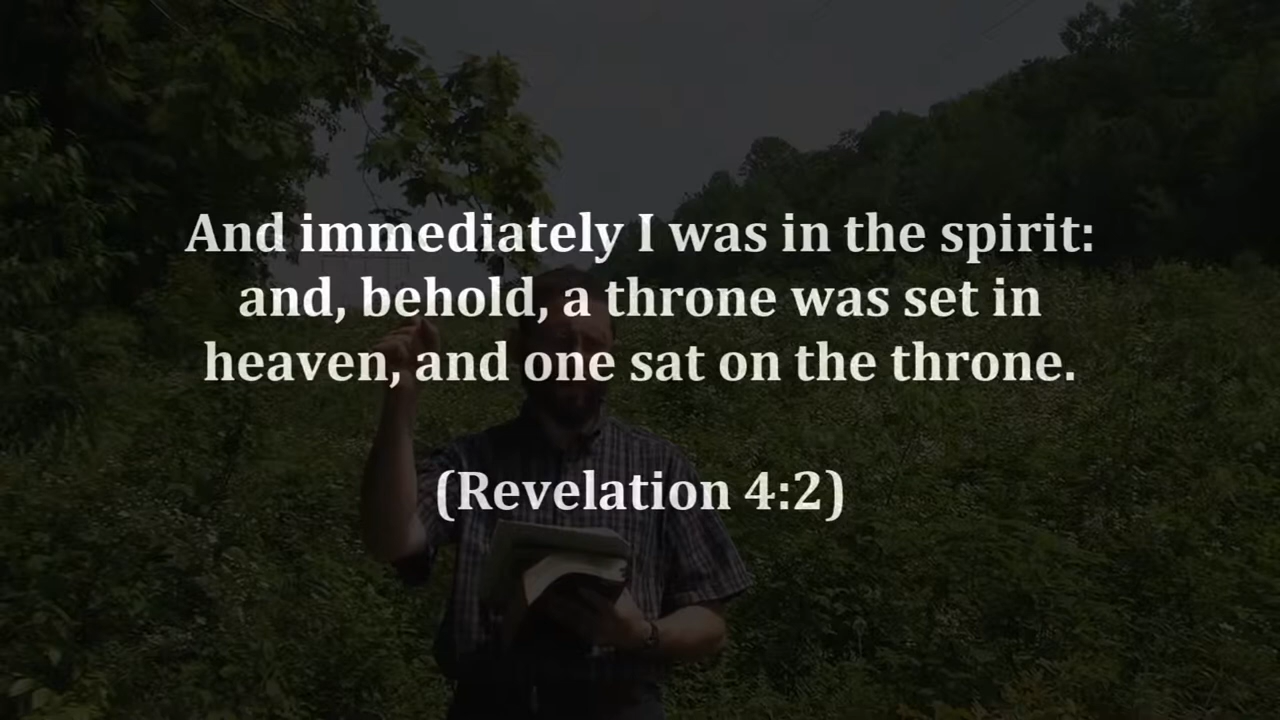 And immediately I was in the spirit:
and, behold, a throne was set in
heaven, and one sat on the throne.
(Revelation 4:2)